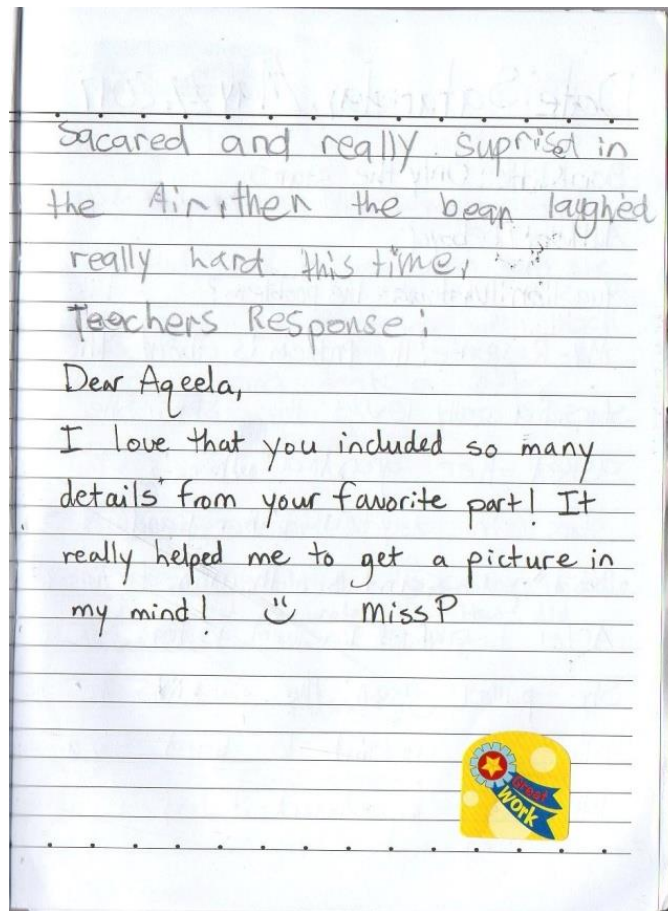 Sacared and really suprised in
the Air, then the bear laughed
really hard this time,
Teachers Response:
Dear Aqeela,
I love that you included so many
details from your favorite part! It
really helped me to get a picture in
my mind! Miss P
Great
Work